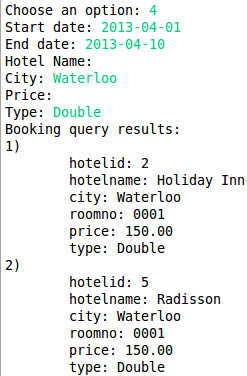 Choose an option: 4
Start date: 2013-04-01
End date: 2013-04-10
Hotel Name:
City: Waterloo
Price:
Type: Double
Booking query results:
1)
hotelid: 2
hotelname: Holiday Inn
city: Waterloo
roomno: 0001
price: 150.00
type: Double
2)
hotelid: 5
hotelname: Radisson
city: Waterloo
roomno: 0001
price: 150.00
type: Double